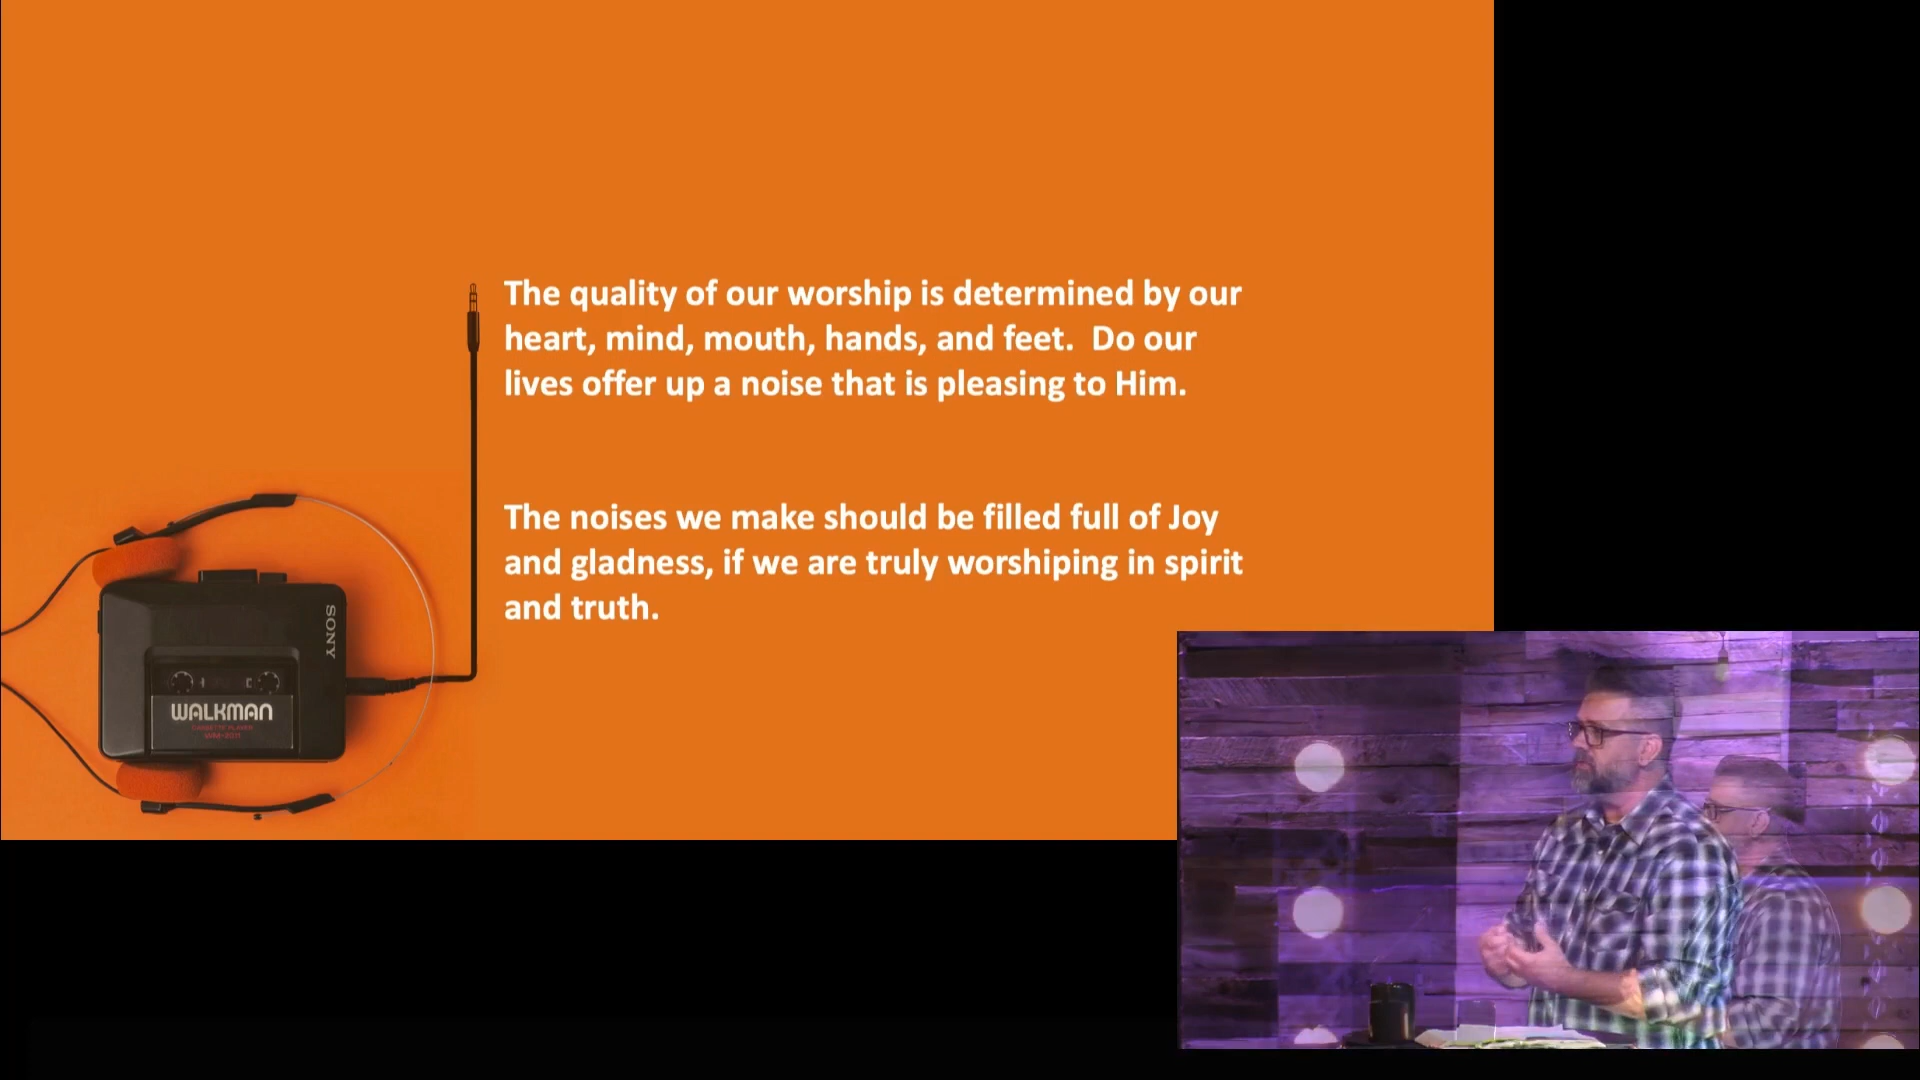 The quality of our worship is determined by our
heart, mind, mouth, hands, and feet.  Do our
lives offer up a noise that is pleasing to Him.
The noises we make should be filled full of Joy
and gladness, if we are truly worshiping in spirit
and truth.
SONY
WALKMAN